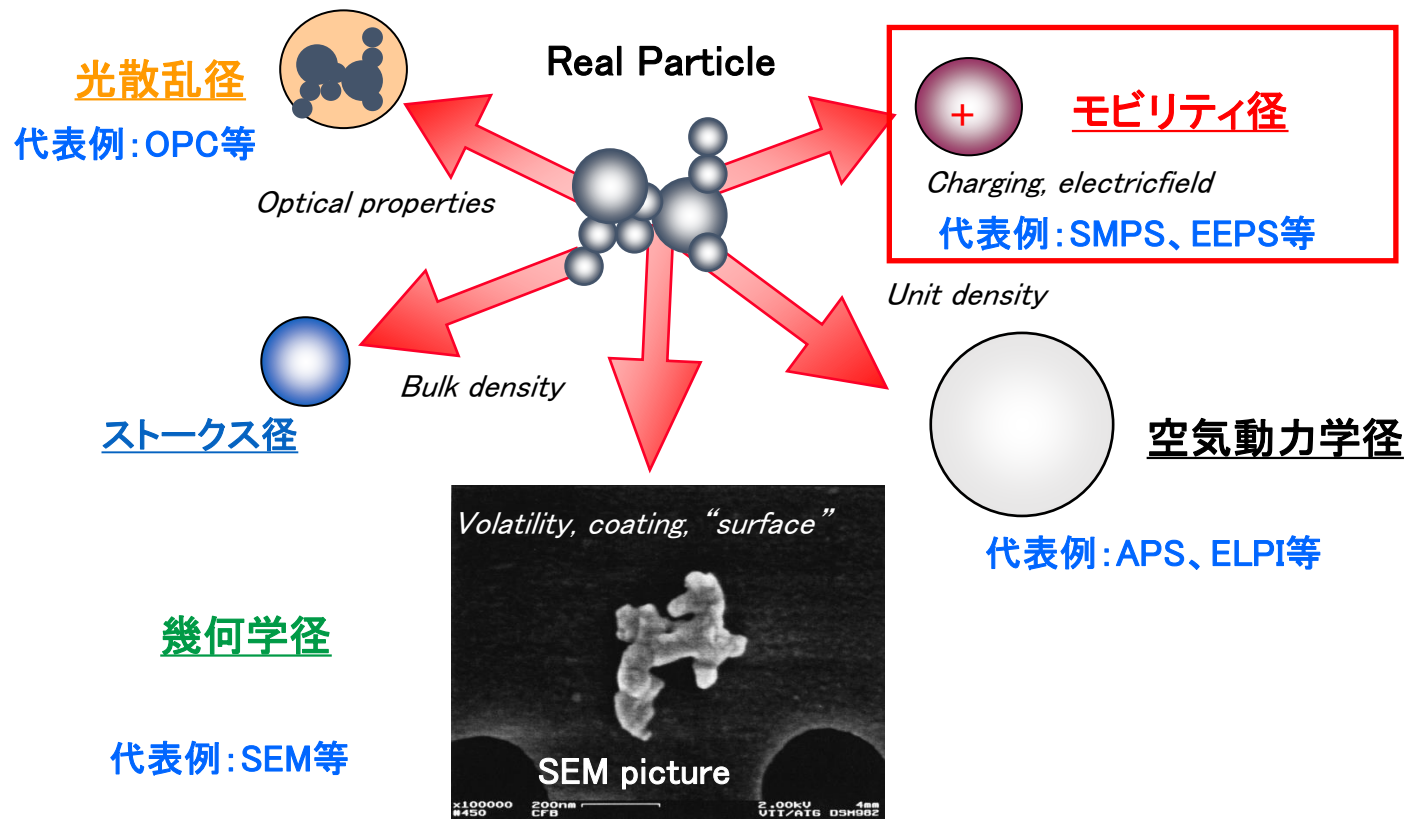 Real Particle
光散乱径
代表例:OPC等
Optical properties
+
モビリティ径
Charging, electricfield
代表例:SMPS、EEPS等
Unit density
Bulk density
ストークス径
空気動力学径
代表例:APS、ELPI等
Volatility, coating, “surface”
幾何学径
代表例:SEM等
SEM picture
x100000 200nm 2.00kV 4mm
#450 CFB VTT/ATG DSM982